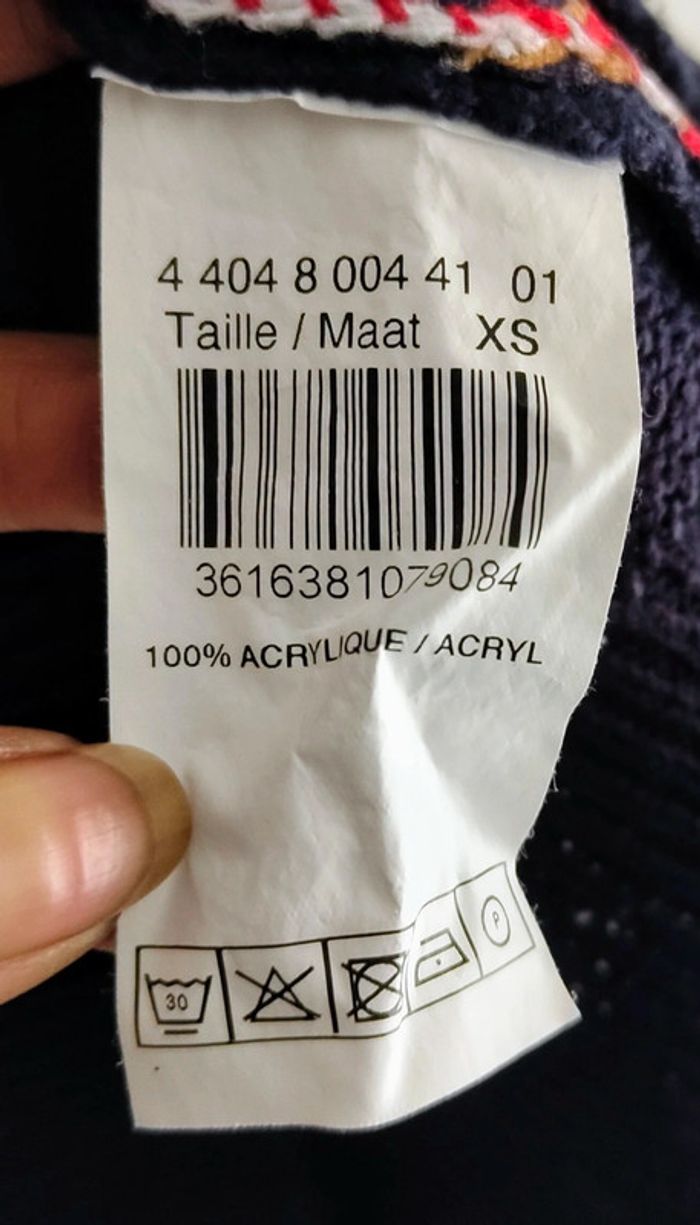 4 404 8 004 41 01
Taille / Maat XS
3616381079084
100% ACRYLIQUE / ACRYL
30
P